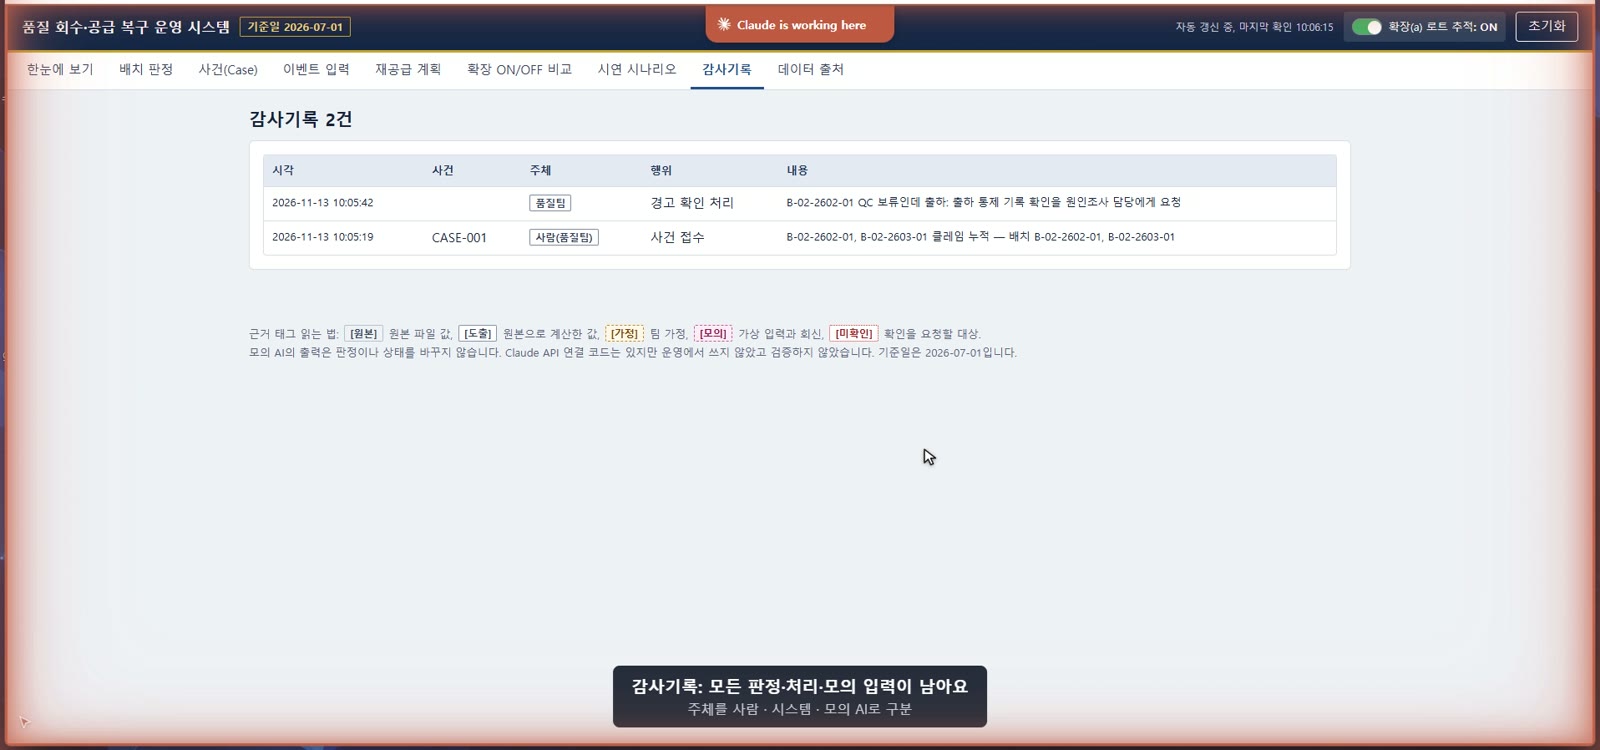 품질 회수·공급 복구 운영 시스템 기준일 2026-07-01 Claude is working here 자동 갱신 중, 마지막 확인 10:06:15 확장(a) 로트 추적: ON 초기화
한눈에 보기 배치 판정 사건(Case) 이벤트 입력 재공급 계획 확장 ON/OFF 비교 시연 시나리오 감사기록 데이터 출처
감사기록 2건
시각 사건 주체 행위 내용
2026-11-13 10:05:42 품질팀 경고 확인 처리 B-02-2602-01 QC 보류인데 출하: 출하 통제 기록 확인을 원인조사 담당에게 요청
2026-11-13 10:05:19 CASE-001 사람(품질팀) 사건 접수 B-02-2602-01, B-02-2603-01 클레임 누적 — 배치 B-02-2602-01, B-02-2603-01
근거 태그 읽는 법: [원본] 원본 파일 값, [도출] 원본으로 계산한 값, [가정] 팀 가정, [모의] 가상 입력과 회신, [미확인] 확인을 요청할 대상.
모의 AI의 출력은 판정이나 상태를 바꾸지 않습니다. Claude API 연결 코드는 있지만 운영에서 쓰지 않았고 검증하지 않았습니다. 기준일은 2026-07-01입니다.
감사기록: 모든 판정·처리·모의 입력이 남아요
주체를 사람 · 시스템 · 모의 AI로 구분